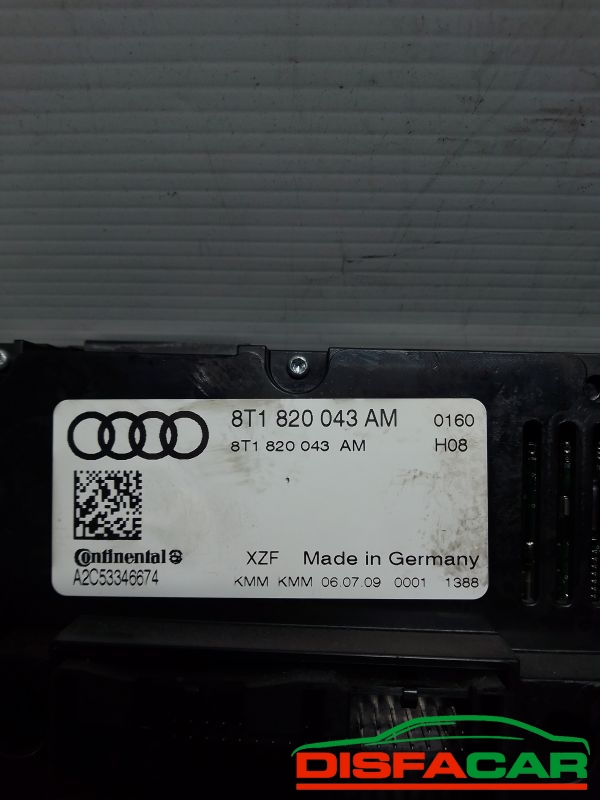 8T1 820 043 AM 0160
8T1 820 043 AM H08
Continental
A2C53346674
XZF Made in Germany
KMM KMM 06.07.09 0001 1388
DISFACAR